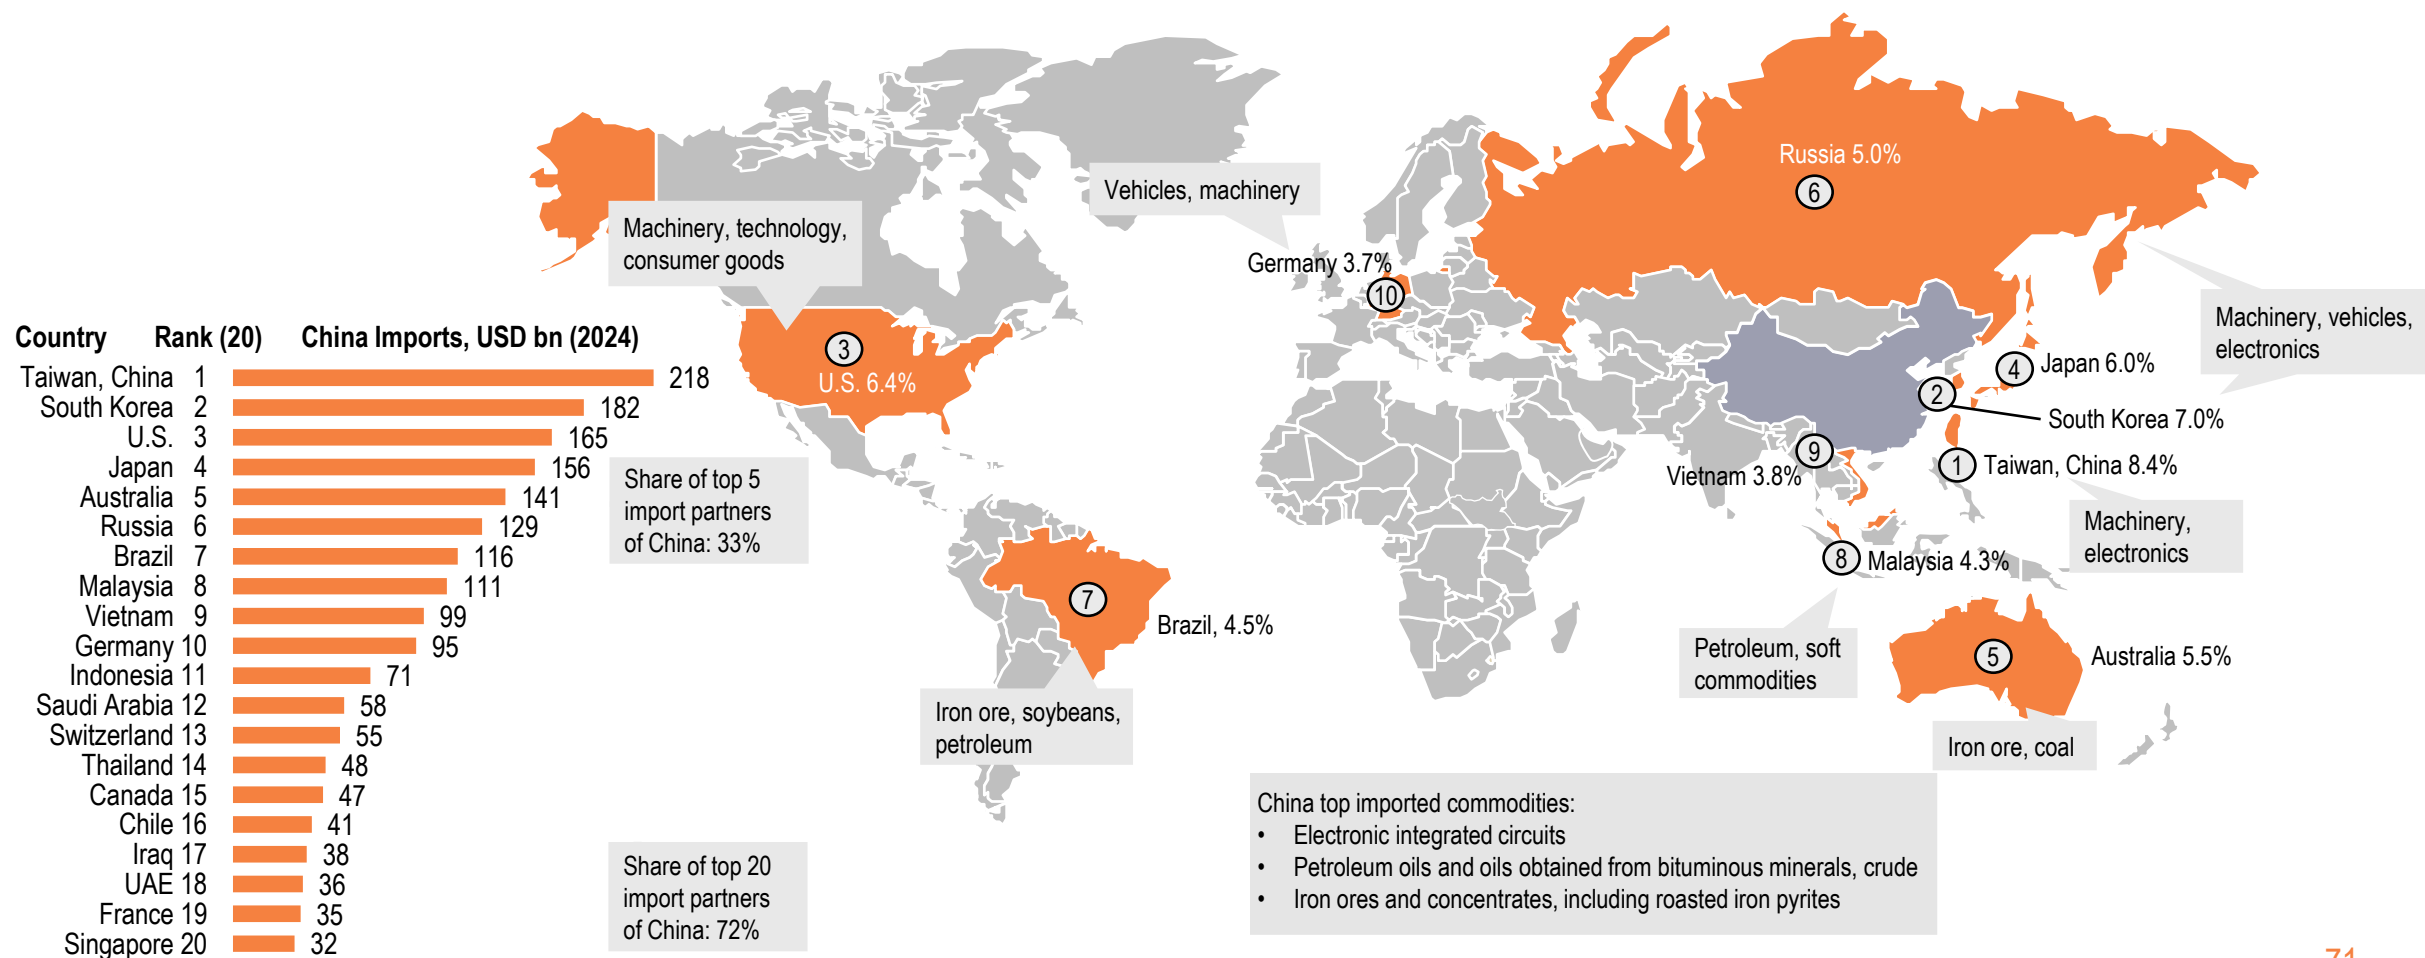 Country Rank (20) China Imports, USD bn (2024)
Taiwan, China 1 218
South Korea 2 182
U.S. 3 165
Japan 4 156
Australia 5 141
Russia 6 129
Brazil 7 116
Malaysia 8 111
Vietnam 9 99
Germany 10 95
Indonesia 11 71
Saudi Arabia 12 58
Switzerland 13 55
Thailand 14 48
Canada 15 47
Chile 16 41
Iraq 17 38
UAE 18 36
France 19 35
Singapore 20 32
Machinery, technology,
consumer goods
3
U.S. 6.4%
Share of top 5
import partners
of China: 33%
Share of top 20
import partners
of China: 72%
7
Brazil, 4.5%
Iron ore, soybeans,
petroleum
Vehicles, machinery
Germany 3.7%
10
Russia 5.0%
6
Machinery, vehicles,
electronics
4
Japan 6.0%
2
South Korea 7.0%
9
Vietnam 3.8%
1
Taiwan, China 8.4%
Machinery,
electronics
8
Malaysia 4.3%
Petroleum, soft
commodities
5
Australia 5.5%
Iron ore, coal
China top imported commodities:
• Electronic integrated circuits
• Petroleum oils and oils obtained from bituminous minerals, crude
• Iron ores and concentrates, including roasted iron pyrites